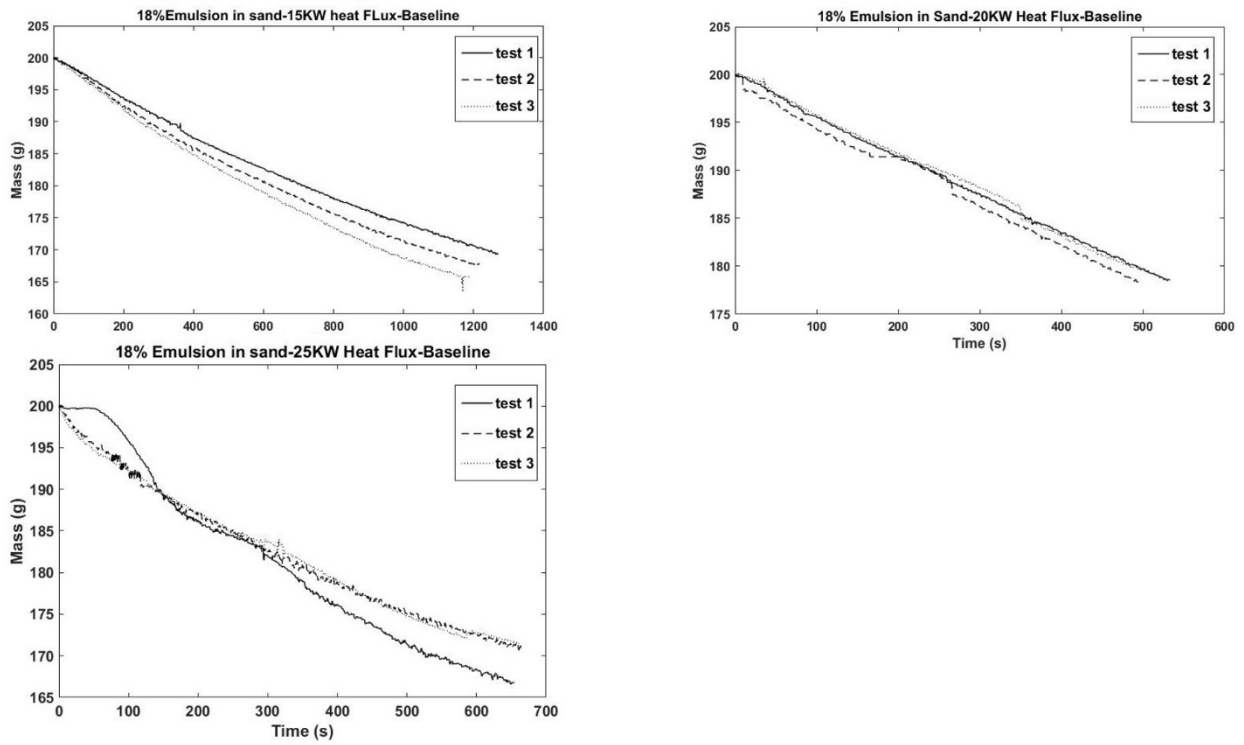 18%Emulsion in sand-15KW heat FLux-Baseline
205
200
195
190
185
180
175
170
165
160
Mass (g)
0 200 400 600 800 1000 1200 1400
test 1
test 2
test 3
18% Emulsion in Sand-20KW Heat Flux-Baseline
205
200
195
190
185
180
175
Mass (g)
0 100 200 300 400 500 600
Time (s)
test 1
test 2
test 3
18% Emulsion in sand-25KW Heat Flux-Baseline
205
200
195
190
185
180
175
170
165
Mass (g)
0 100 200 300 400 500 600 700
Time (s)
test 1
test 2
test 3